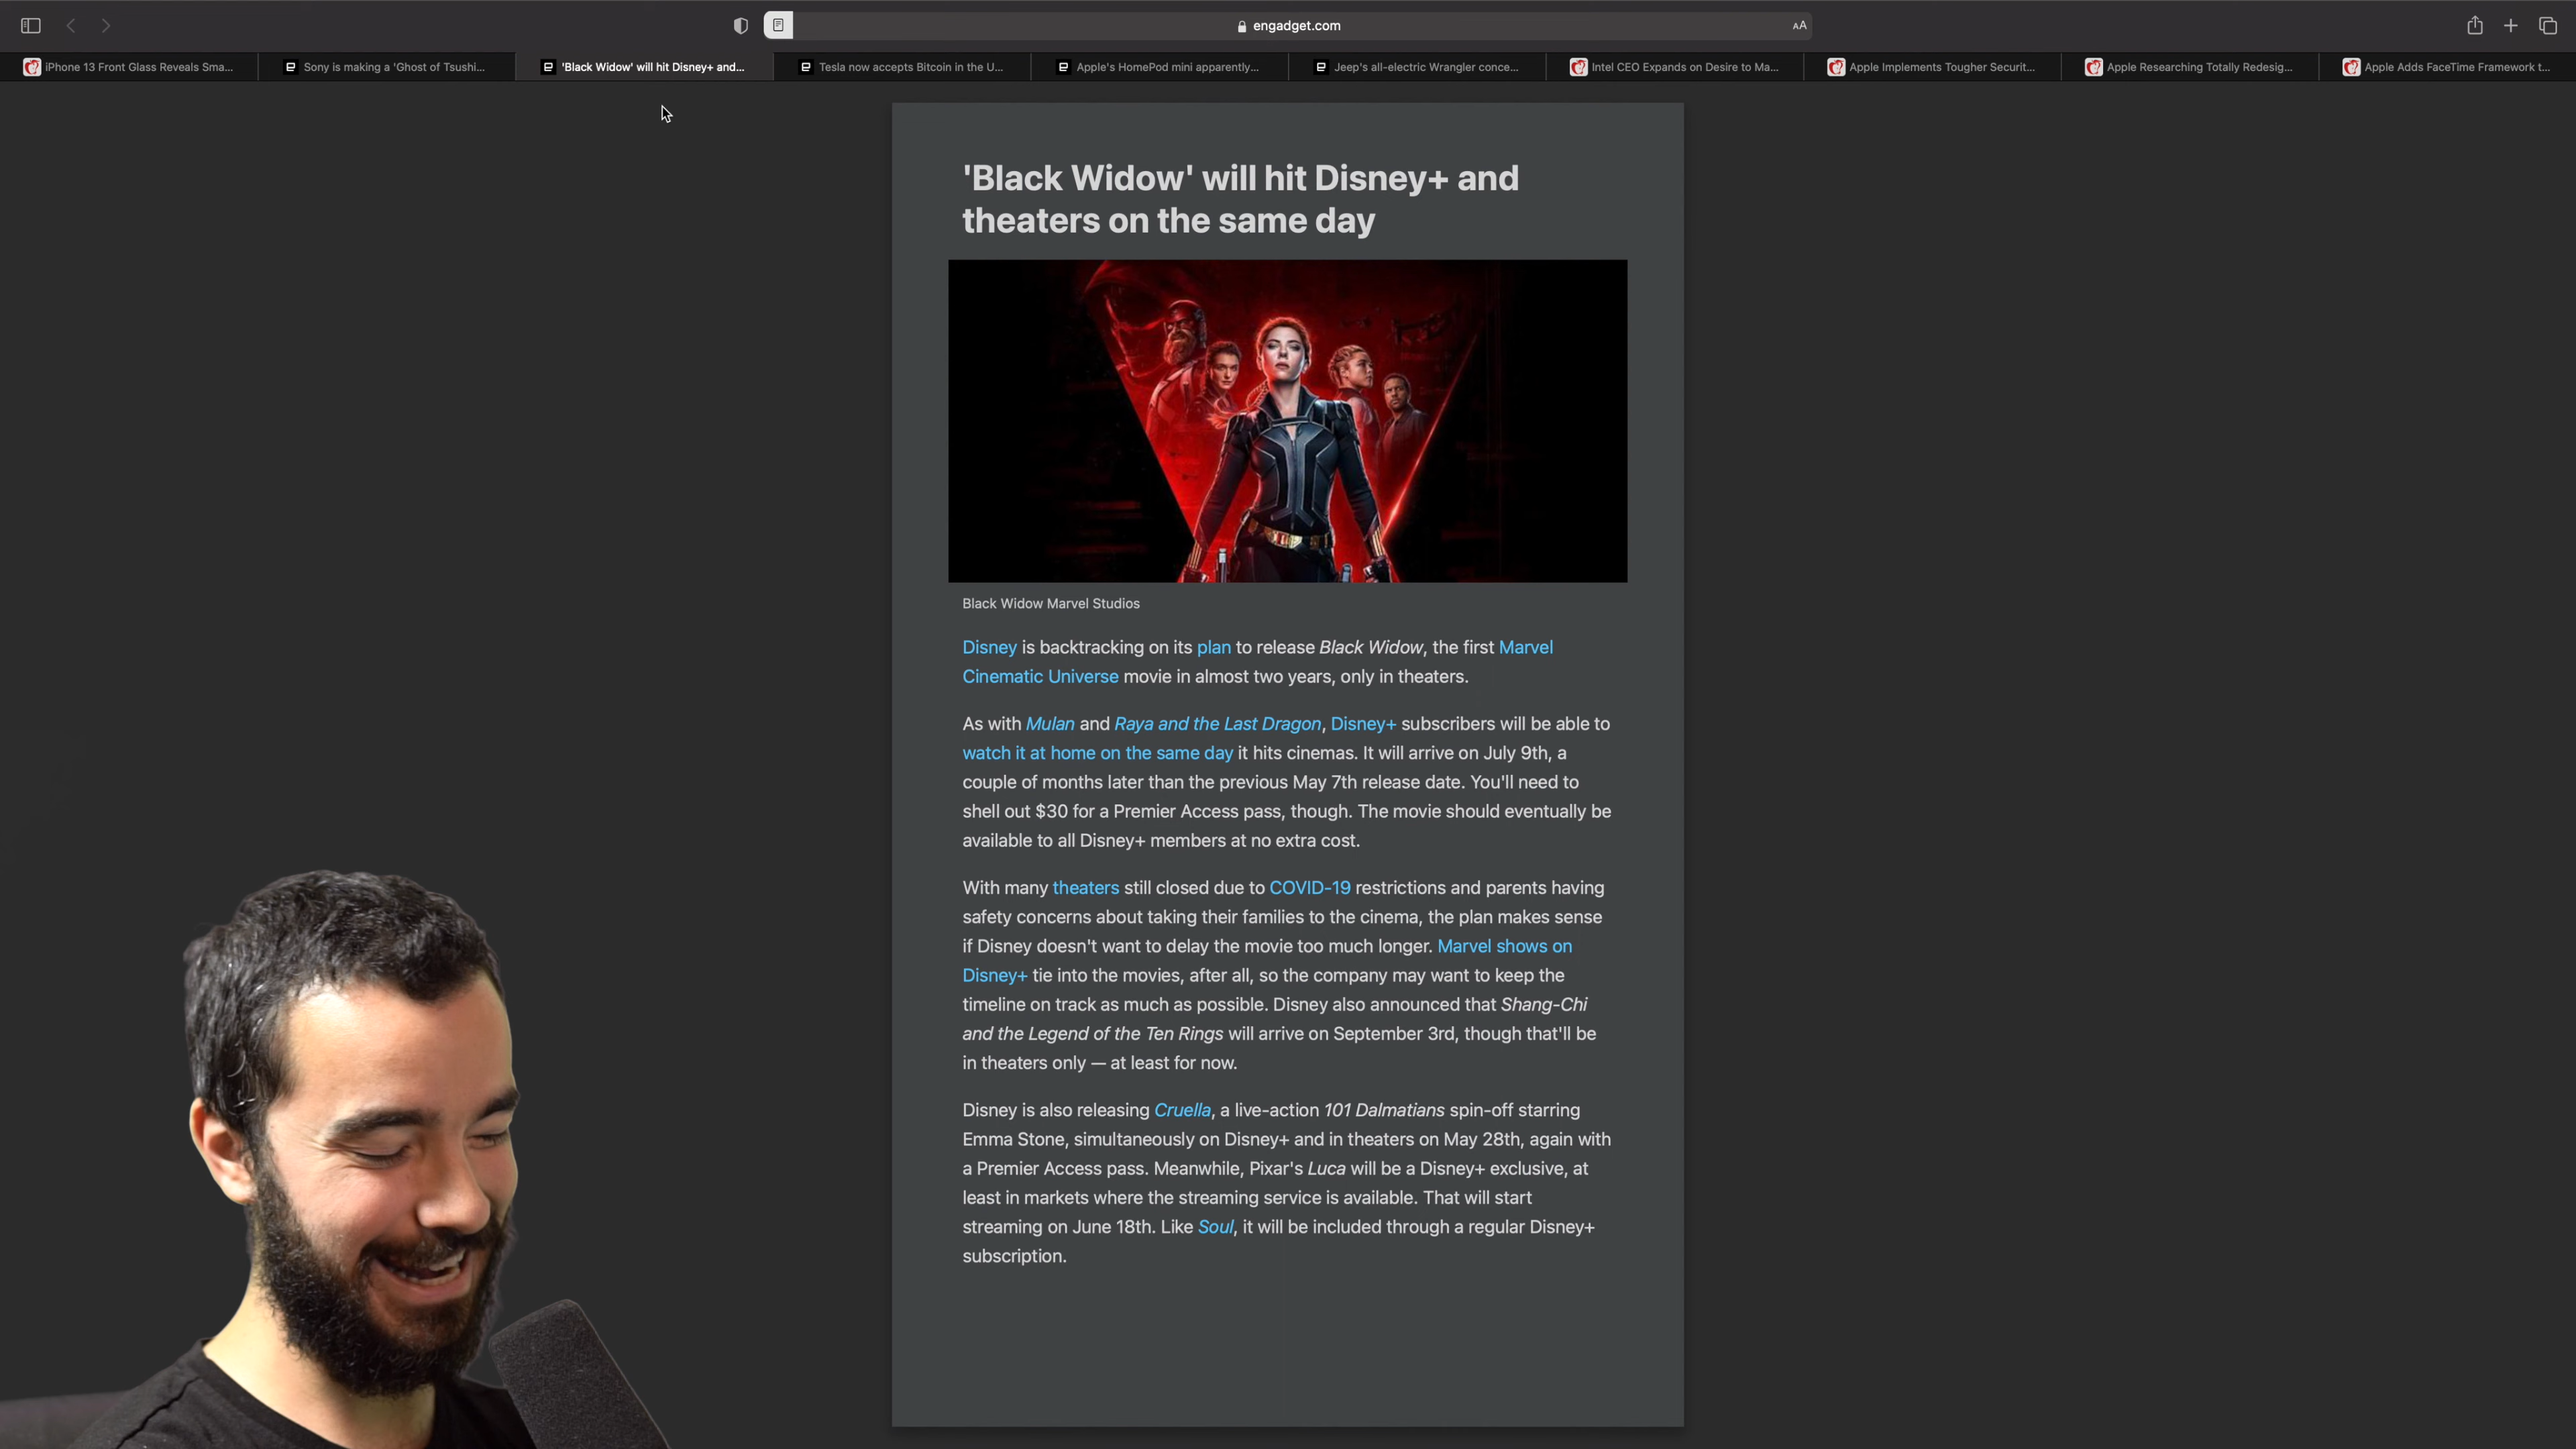 engadget.com
AA
iPhone 13 Front Glass Reveals Sma...
Sony is making a 'Ghost of Tsushi...
'Black Widow' will hit Disney+ and...
Tesla now accepts Bitcoin in the U...
Apple's HomePod mini apparently...
Jeep's all-electric Wrangler conce...
Intel CEO Expands on Desire to Ma...
Apple Implements Tougher Securit...
Apple Researching Totally Redesig...
Apple Adds FaceTime Framework t...
'Black Widow' will hit Disney+ and
theaters on the same day
Black Widow Marvel Studios
Disney is backtracking on its plan to release Black Widow, the first Marvel
Cinematic Universe movie in almost two years, only in theaters.
As with Mulan and Raya and the Last Dragon, Disney+ subscribers will be able to
watch it at home on the same day it hits cinemas. It will arrive on July 9th, a
couple of months later than the previous May 7th release date. You'll need to
shell out $30 for a Premier Access pass, though. The movie should eventually be
available to all Disney+ members at no extra cost.
With many theaters still closed due to COVID-19 restrictions and parents having
safety concerns about taking their families to the cinema, the plan makes sense
if Disney doesn't want to delay the movie too much longer. Marvel shows on
Disney+ tie into the movies, after all, so the company may want to keep the
timeline on track as much as possible. Disney also announced that Shang-Chi
and the Legend of the Ten Rings will arrive on September 3rd, though that'll be
in theaters only — at least for now.
Disney is also releasing Cruella, a live-action 101 Dalmatians spin-off starring
Emma Stone, simultaneously on Disney+ and in theaters on May 28th, again with
a Premier Access pass. Meanwhile, Pixar's Luca will be a Disney+ exclusive, at
least in markets where the streaming service is available. That will start
streaming on June 18th. Like Soul, it will be included through a regular Disney+
subscription.